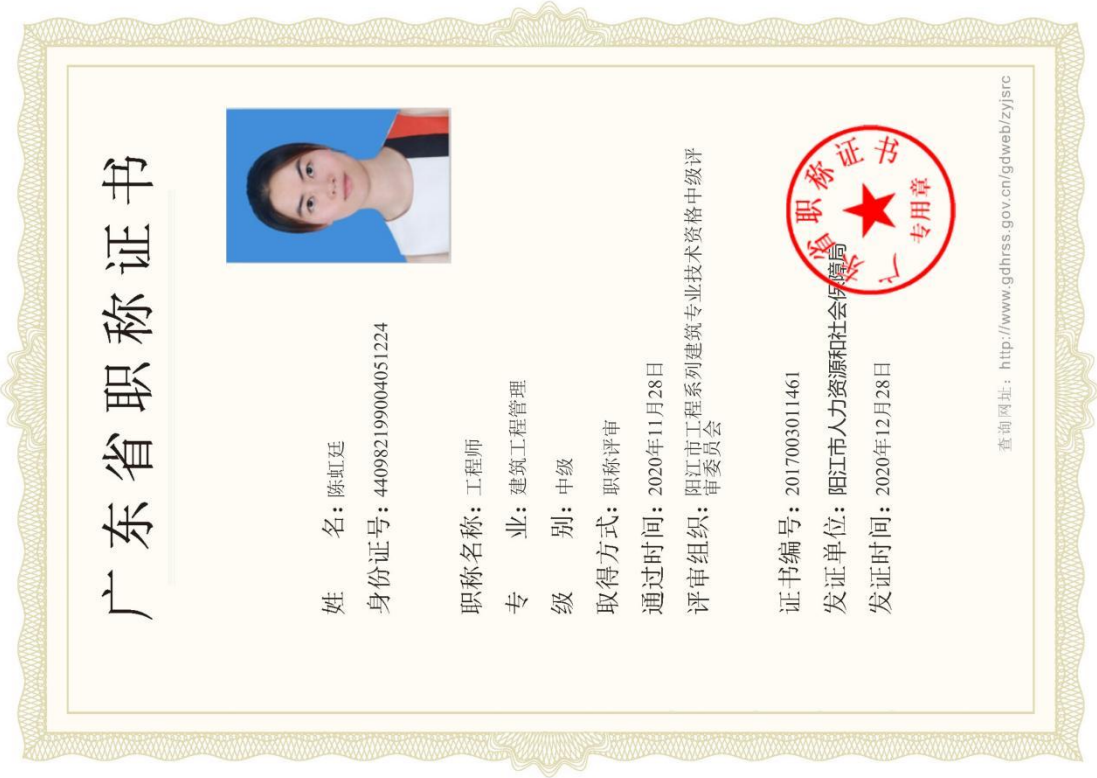 广东省职称证书
姓 名：陈虹廷
身份证号：440982199004051224
职称名称：工程师
专 业：建筑工程管理
级 别：中级
取得方式：职称评审
通过时间：2020年11月28日
评审组织：阳江市工程系列建筑专业技术资格中级评
审委员会
证书编号：2017003011461
发证单位：阳江市人力资源和社会保障局
发证时间：2020年12月28日
广东省职称证书
专用章
查询网址：http://www.gdhrss.gov.cn/gdweb/zyjsrc